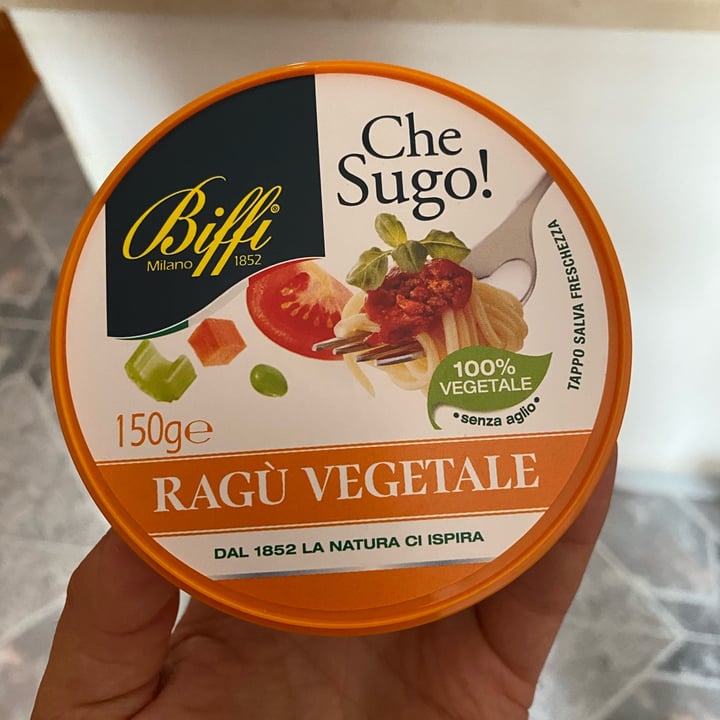 Che
Sugo!
Biffi®
Milano 1852
TAPPO SALVA FRESCHEZZA
100%
VEGETALE
•senza aglio•
150g℮
RAGÙ VEGETALE
DAL 1852 LA NATURA CI ISPIRA